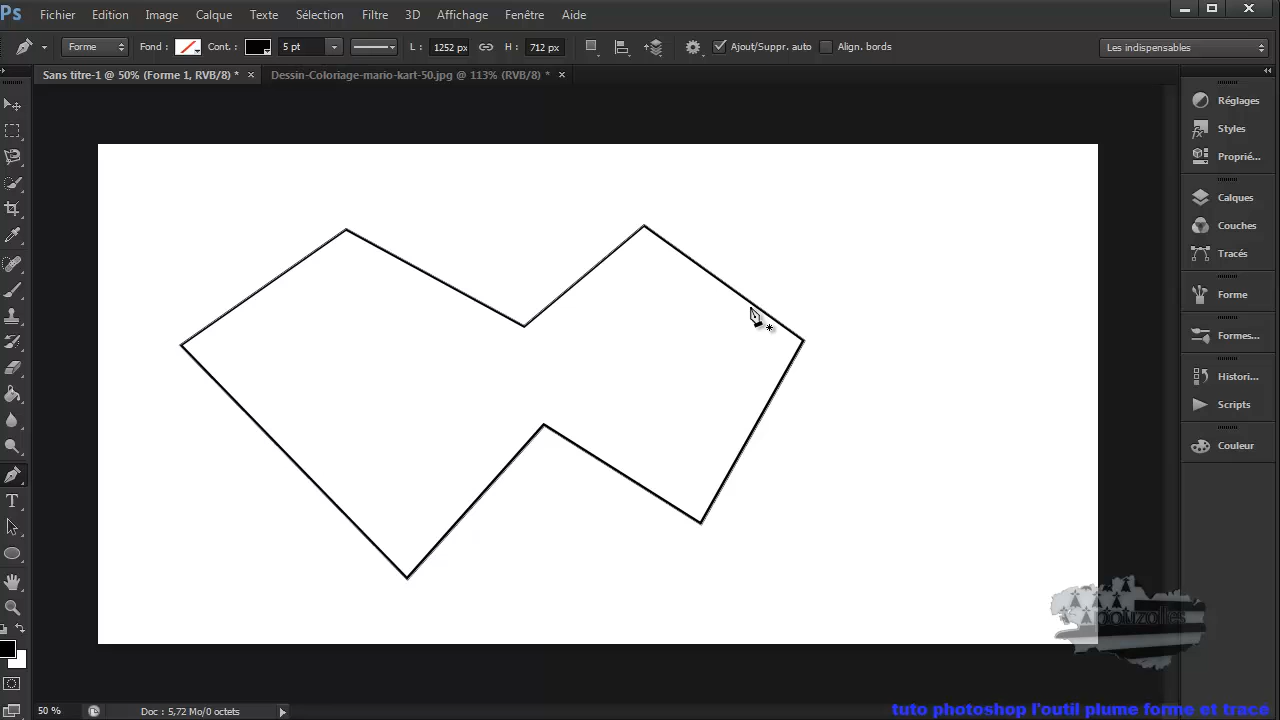 Ps Fichier Edition Image Calque Texte Sélection Filtre 3D Affichage Fenêtre Aide
Forme Fond : Cont. : 5 pt L : 1252 px H : 712 px Ajout/Suppr. auto Align. bords Les indispensables
Sans titre-1 @ 50% (Forme 1, RVB/8) * × Dessin-Coloriage-mario-kart-50.jpg @ 113% (RVB/8) * ×
Réglages
Styles
Proprié...
Calques
Couches
Tracés
Forme
Formes...
Histori...
Scripts
Couleur
T
50 % Doc : 5,72 Mo/0 octets
tuto photoshop l'outil plume forme et tracé